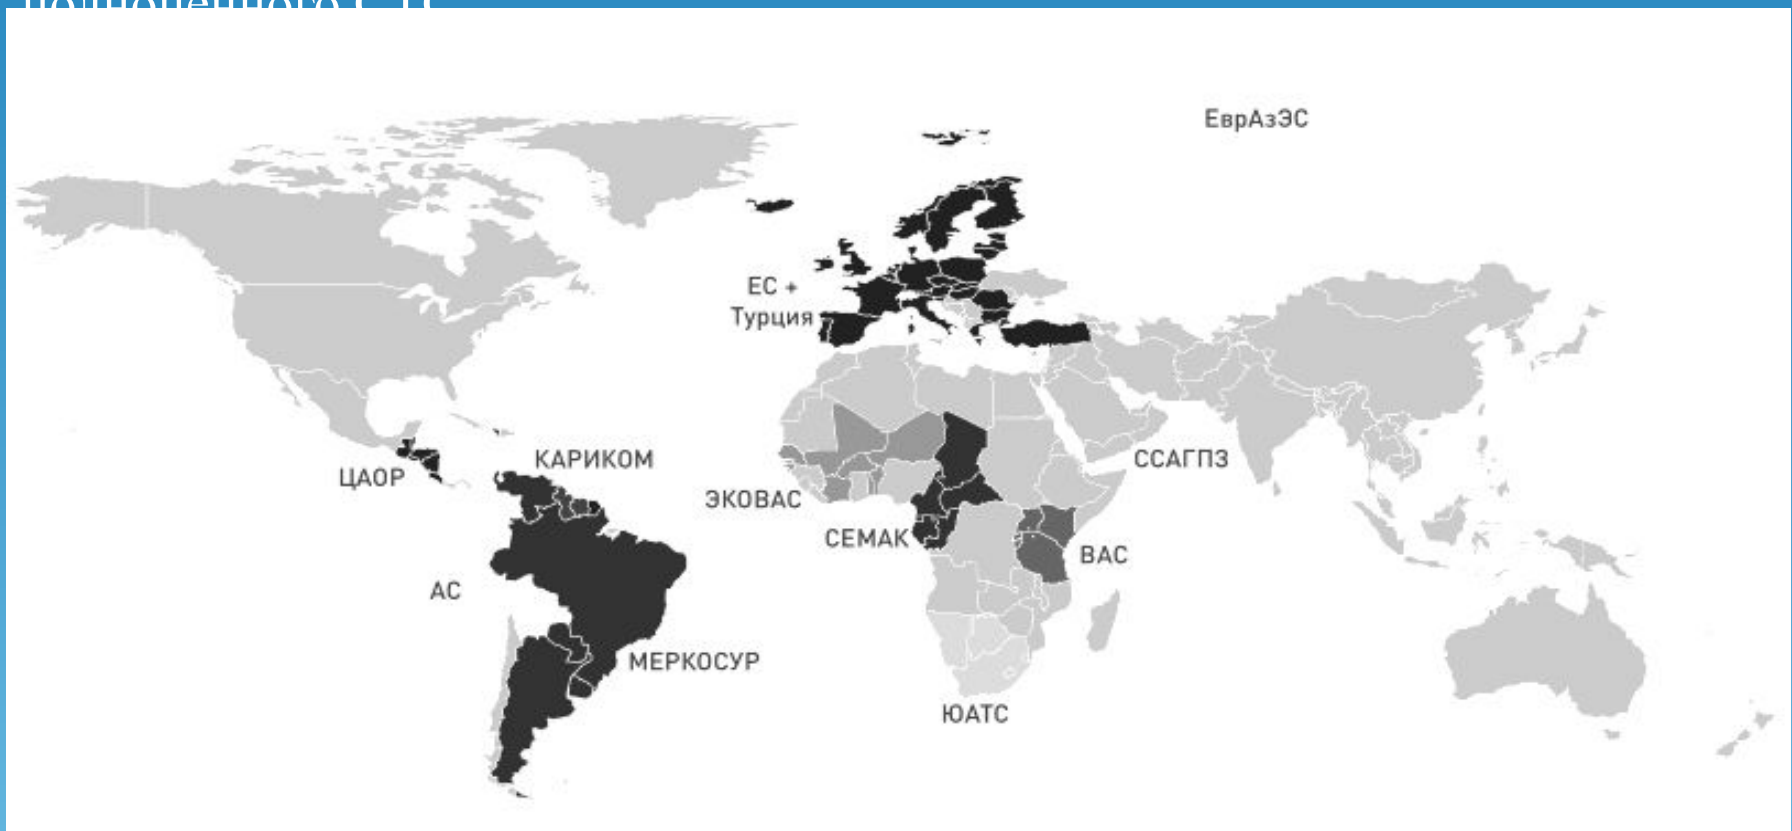 ЕврАзЭС
ЕС +
Турция
КАРИКОМ
ЦАОР
ССАГПЗ
ЭКОВАС
СЕМАК
ВАС
АС
МЕРКОСУР
ЮАТС